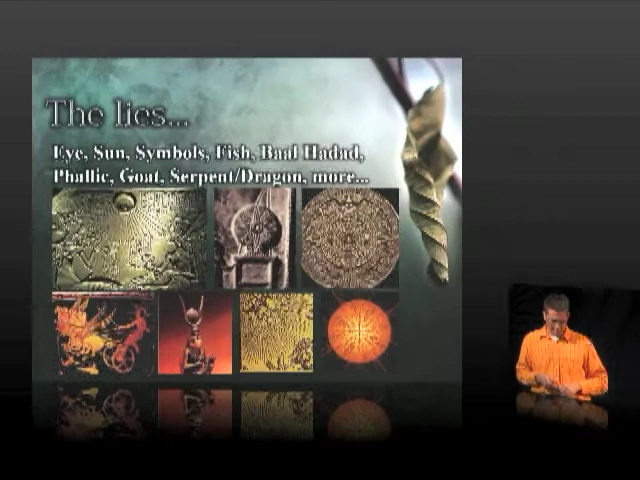 The lies...
Eye, Sun, Symbols, Fish, Baal Hadad,
Phallic, Goat, Serpent/Dragon, more...